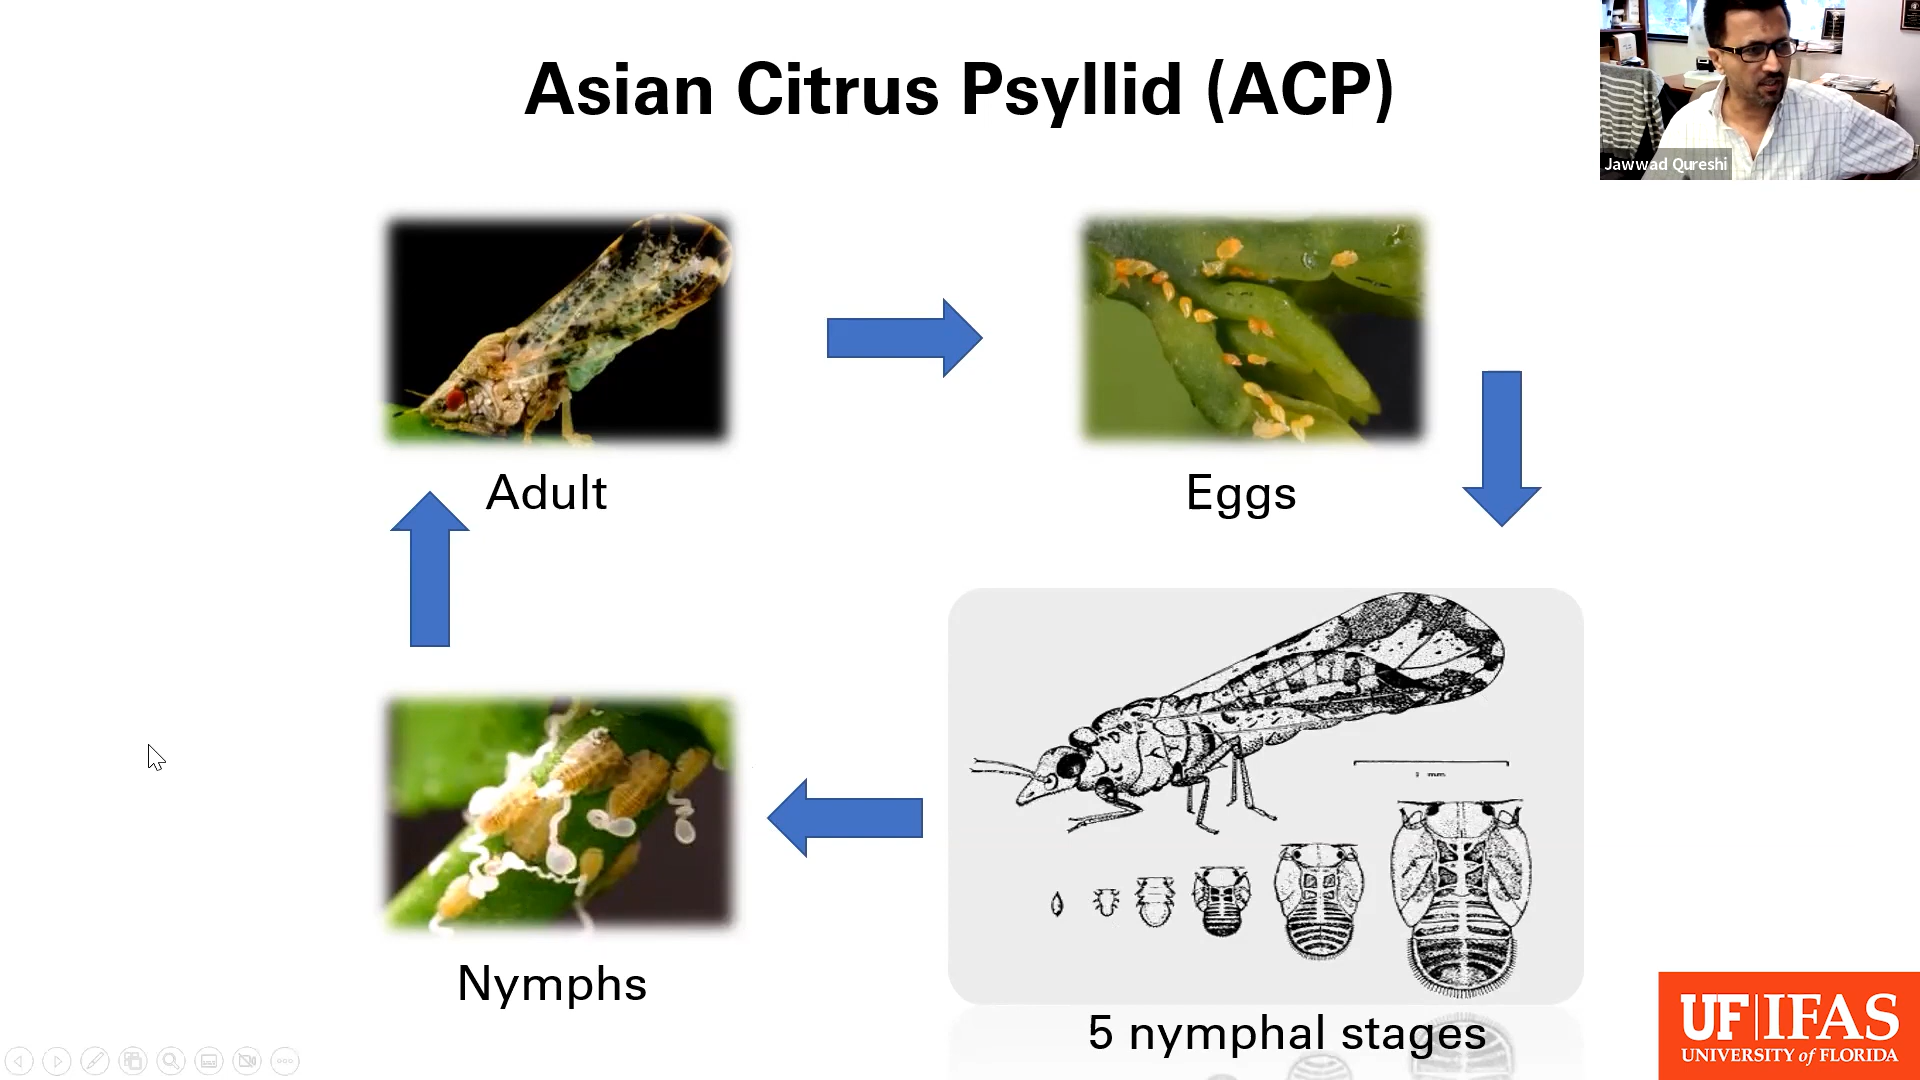 Asian Citrus Psyllid (ACP)
Jawwad Qureshi
Adult
Eggs
Nymphs
5 nymphal stages
UF|IFAS
UNIVERSITY of FLORIDA